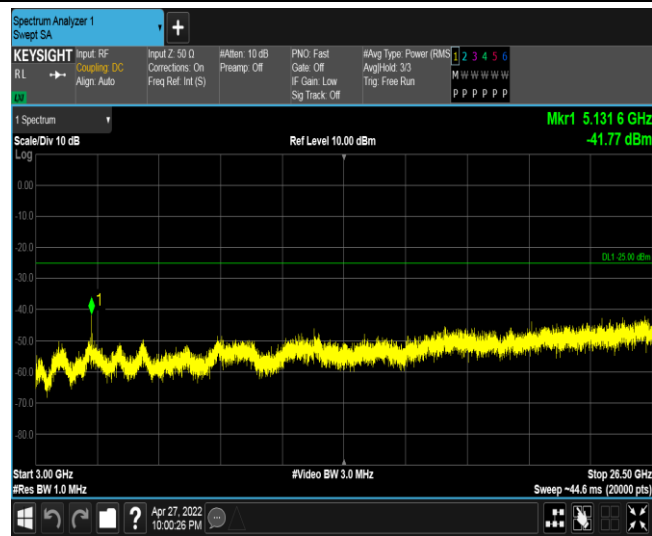 Spectrum Analyzer 1
Swept SA
KEYSIGHT
RL
Input: RF
Coupling: DC
Align: Auto
Input Z: 50 Ω
Corrections: On
Freq Ref: Int (S)
#Atten: 10 dB
Preamp: Off
PNO: Fast
Gate: Off
IF Gain: Low
Sig Track: Off
#Avg Type: Power (RMS
Avg|Hold: 3/3
Trig: Free Run
1 2 3 4 5 6
M W W W W W
P P P P P P
1 Spectrum
Mkr1 5.131 6 GHz
Scale/Div 10 dB
Ref Level 10.00 dBm
-41.77 dBm
Log
0.00
-10.0
-20.0
DL1 -25.00 dBm
-30.0
1
-40.0
-50.0
-60.0
-70.0
-80.0
Start 3.00 GHz
#Video BW 3.0 MHz
Stop 26.50 GHz
#Res BW 1.0 MHz
Sweep ~44.6 ms (20000 pts)
?
Apr 27, 2022
10:00:26 PM